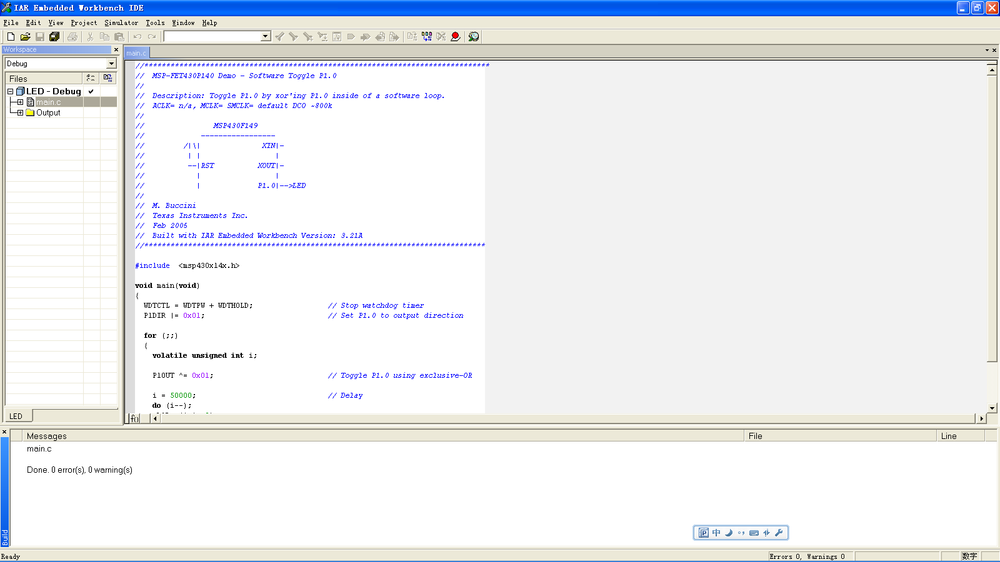 IAR Embedded Workbench IDE
File Edit View Project Simulator Tools Window Help
Workspace
main.c
Debug
Files
LED - Debug
main.c
Output
LED
//*******************************************************************************
//  MSP-FET430P140 Demo - Software Toggle P1.0
//
//  Description: Toggle P1.0 by xor'ing P1.0 inside of a software loop.
//  ACLK= n/a, MCLK= SMCLK= default DCO ~800k
//
//                MSP430F149
//             -----------------
//         /|\|              XIN|-
//          | |                 |
//          --|RST          XOUT|-
//            |                 |
//            |             P1.0|-->LED
//
//  M. Buccini
//  Texas Instruments Inc.
//  Feb 2005
//  Built with IAR Embedded Workbench Version: 3.21A
//******************************************************************************
#include  <msp430x14x.h>
void main(void)
{
  WDTCTL = WDTPW + WDTHOLD;                 // Stop watchdog timer
  P1DIR |= 0x01;                            // Set P1.0 to output direction
  for (;;)
  {
    volatile unsigned int i;
    P1OUT ^= 0x01;                          // Toggle P1.0 using exclusive-OR
    i = 50000;                              // Delay
    do (i--);
f()
Messages File Line
main.c
Done. 0 error(s), 0 warning(s)
Build
中
Ready
Errors 0, Warnings 0
数字